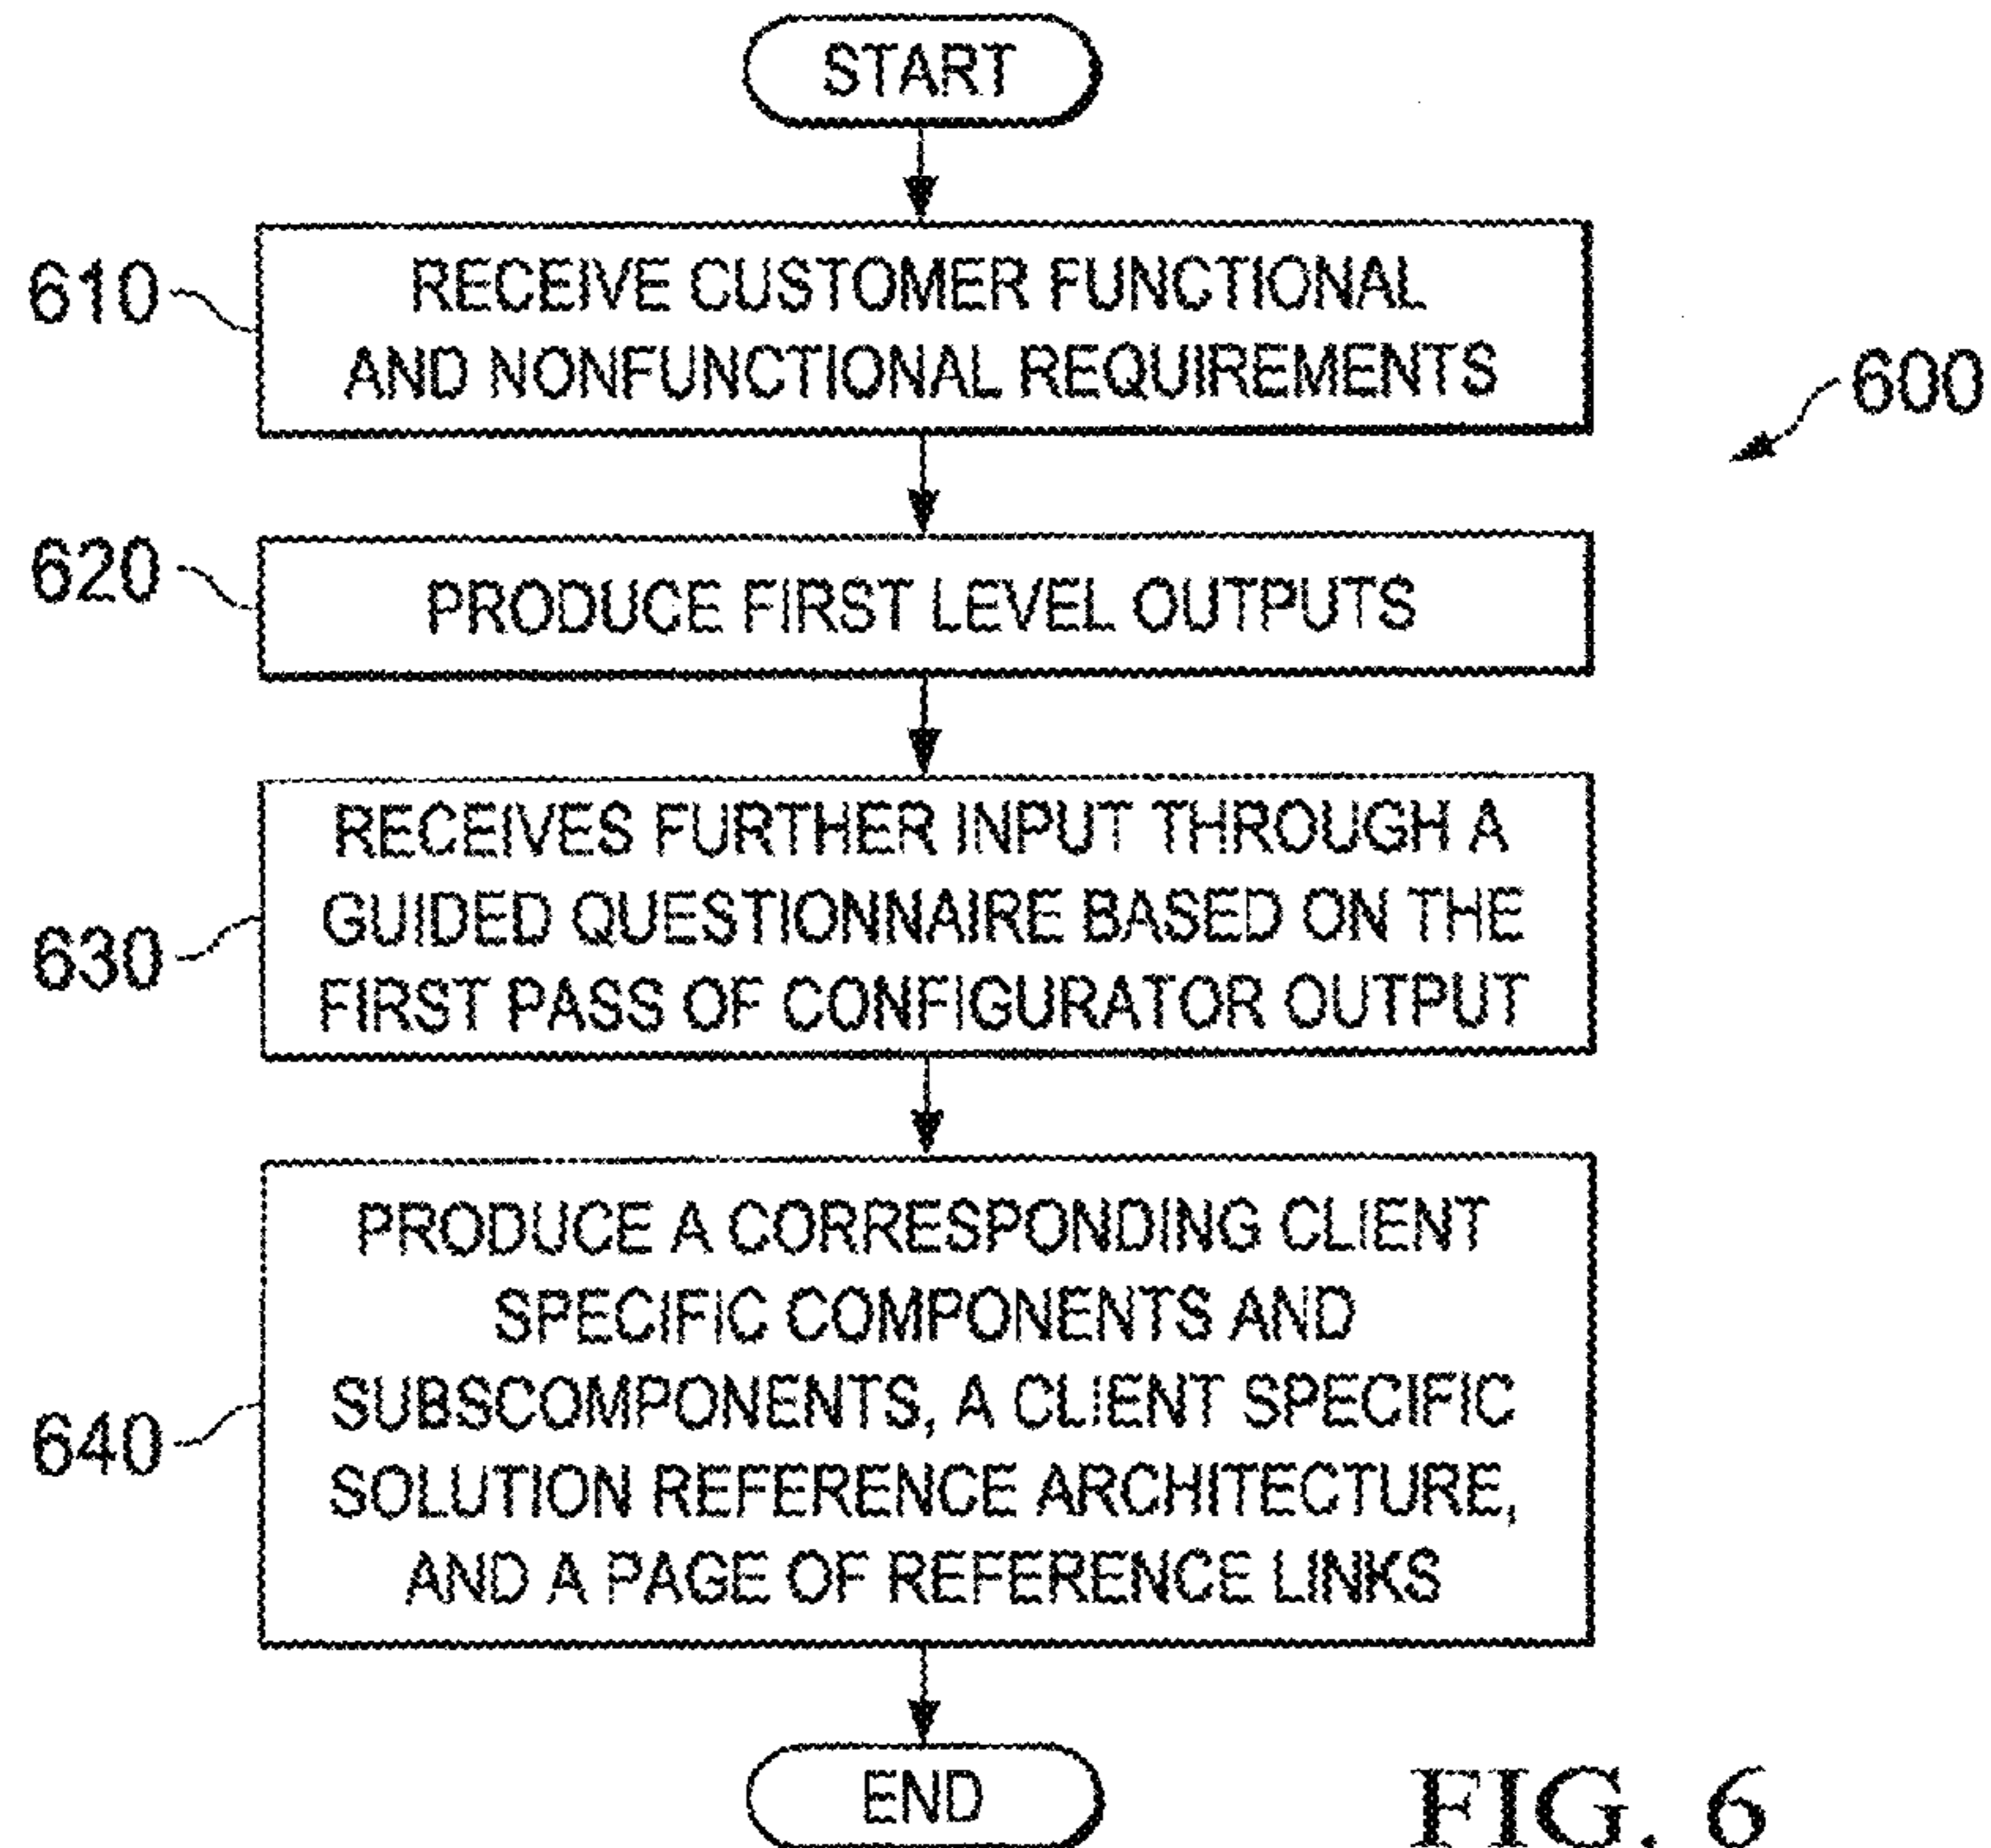 START
610
RECEIVE CUSTOMER FUNCTIONAL
AND NONFUNCTIONAL REQUIREMENTS
600
620
PRODUCE FIRST LEVEL OUTPUTS
630
RECEIVES FURTHER INPUT THROUGH A
GUIDED QUESTIONNAIRE BASED ON THE
FIRST PASS OF CONFIGURATOR OUTPUT
640
PRODUCE A CORRESPONDING CLIENT
SPECIFIC COMPONENTS AND
SUBSCOMPONENTS, A CLIENT SPECIFIC
SOLUTION REFERENCE ARCHITECTURE,
AND A PAGE OF REFERENCE LINKS
END
FIG. 6